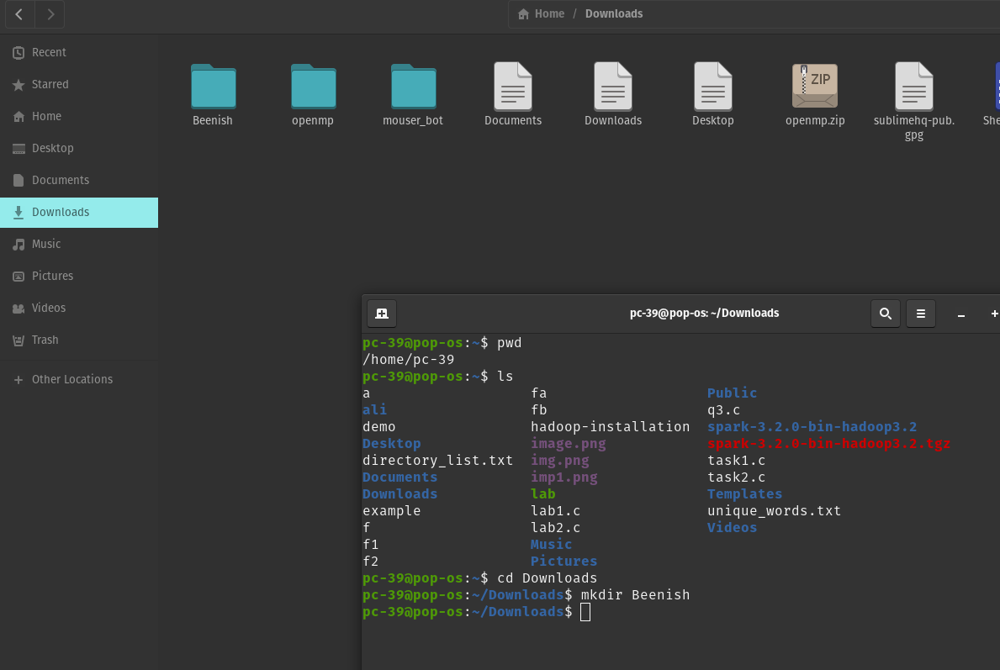 Home / Downloads
Recent
Starred
Home
Desktop
Documents
Downloads
Music
Pictures
Videos
Trash
+ Other Locations
Beenish
openmp
mouser_bot
Documents
Downloads
Desktop
ZIP
openmp.zip
sublimehq-pub.
gpg
She
pc-39@pop-os: ~/Downloads
pc-39@pop-os:~$ pwd
/home/pc-39
pc-39@pop-os:~$ ls
a fa Public
ali fb q3.c
demo hadoop-installation spark-3.2.0-bin-hadoop3.2
Desktop image.png spark-3.2.0-bin-hadoop3.2.tgz
directory_list.txt img.png task1.c
Documents imp1.png task2.c
Downloads lab Templates
example lab1.c unique_words.txt
f lab2.c Videos
f1 Music
f2 Pictures
pc-39@pop-os:~$ cd Downloads
pc-39@pop-os:~/Downloads$ mkdir Beenish
pc-39@pop-os:~/Downloads$